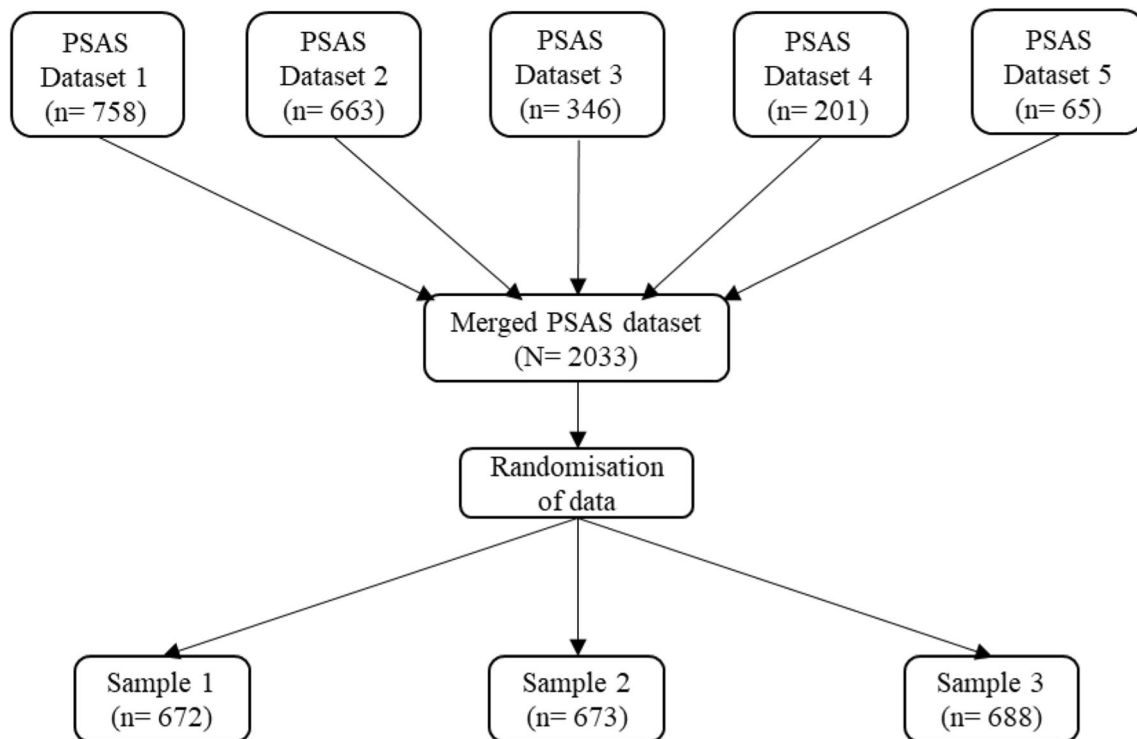 PSAS
Dataset 1
(n= 758)
PSAS
Dataset 2
(n= 663)
PSAS
Dataset 3
(n= 346)
PSAS
Dataset 4
(n= 201)
PSAS
Dataset 5
(n= 65)
Merged PSAS dataset
(N= 2033)
Randomisation
of data
Sample 1
(n= 672)
Sample 2
(n= 673)
Sample 3
(n= 688)